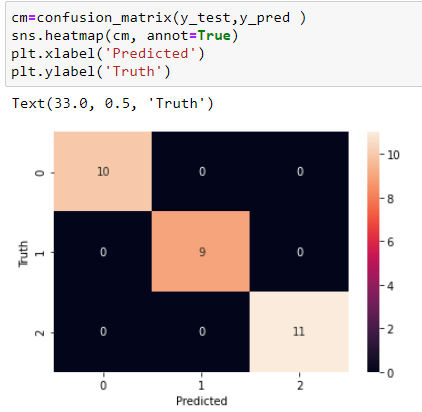 cm=confusion_matrix(y_test,y_pred )
sns.heatmap(cm, annot=True)
plt.xlabel('Predicted')
plt.ylabel('Truth')
Text(33.0, 0.5, 'Truth')
10 0 0
0 9 0
0 0 11
0 1 2
Truth
0 1 2
Predicted
10
8
6
4
2
0